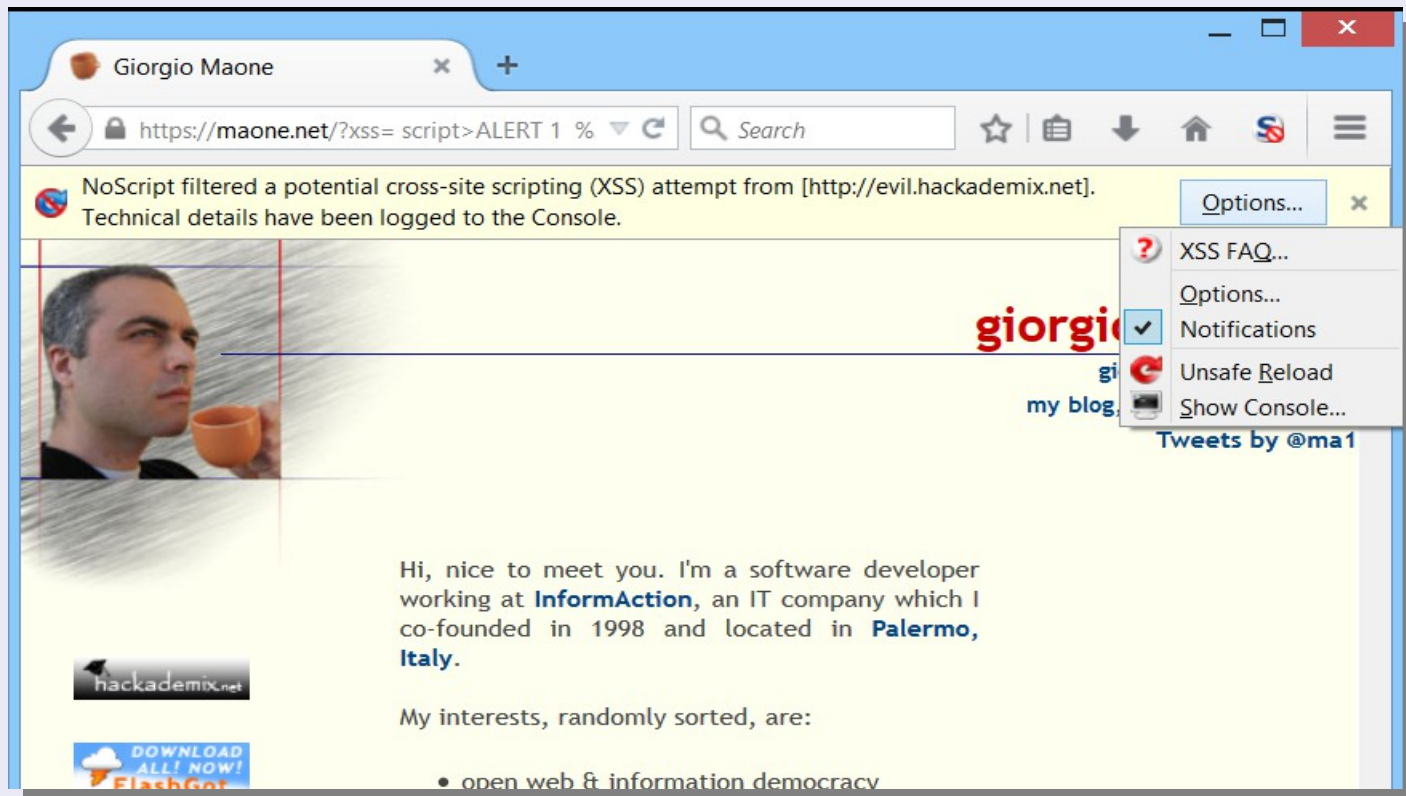 Giorgio Maone
https://maone.net/?xss= script>ALERT 1 %
Search
NoScript filtered a potential cross-site scripting (XSS) attempt from [http://evil.hackademix.net].
Technical details have been logged to the Console.
Options...
XSS FAQ...
Options...
Notifications
Unsafe Reload
Show Console...
giorgi
gi
my blog,
Tweets by @ma1
Hi, nice to meet you. I'm a software developer
working at InformAction, an IT company which I
co-founded in 1998 and located in Palermo,
Italy.
My interests, randomly sorted, are:
• open web & information democracy
hackademix.net
DOWNLOAD
ALL! NOW!
FlashGot